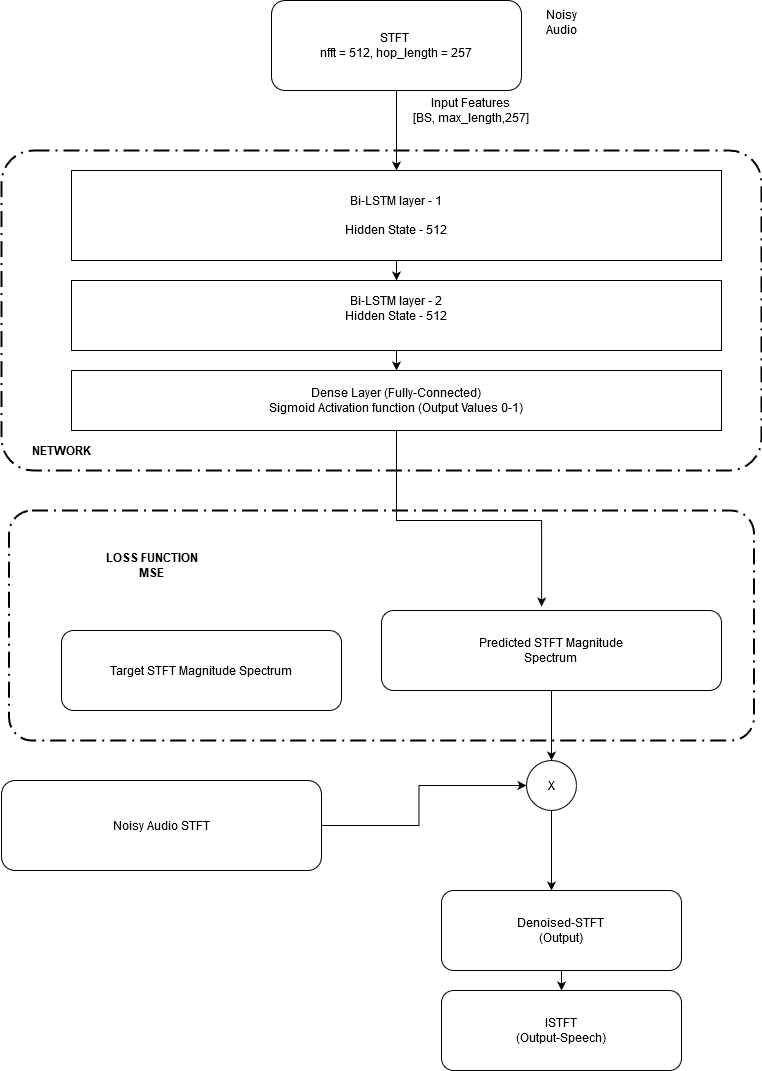 Noisy
Audio
STFT
nfft = 512, hop_length = 257
Input Features
[BS, max_length,257]
Bi-LSTM layer - 1
Hidden State - 512
Bi-LSTM layer - 2
Hidden State - 512
Dense Layer (Fully-Connected)
Sigmoid Activation function (Output Values 0-1)
NETWORK
LOSS FUNCTION
MSE
Target STFT Magnitude Spectrum
Predicted STFT Magnitude
Spectrum
X
Noisy Audio STFT
Denoised-STFT
(Output)
ISTFT
(Output-Speech)